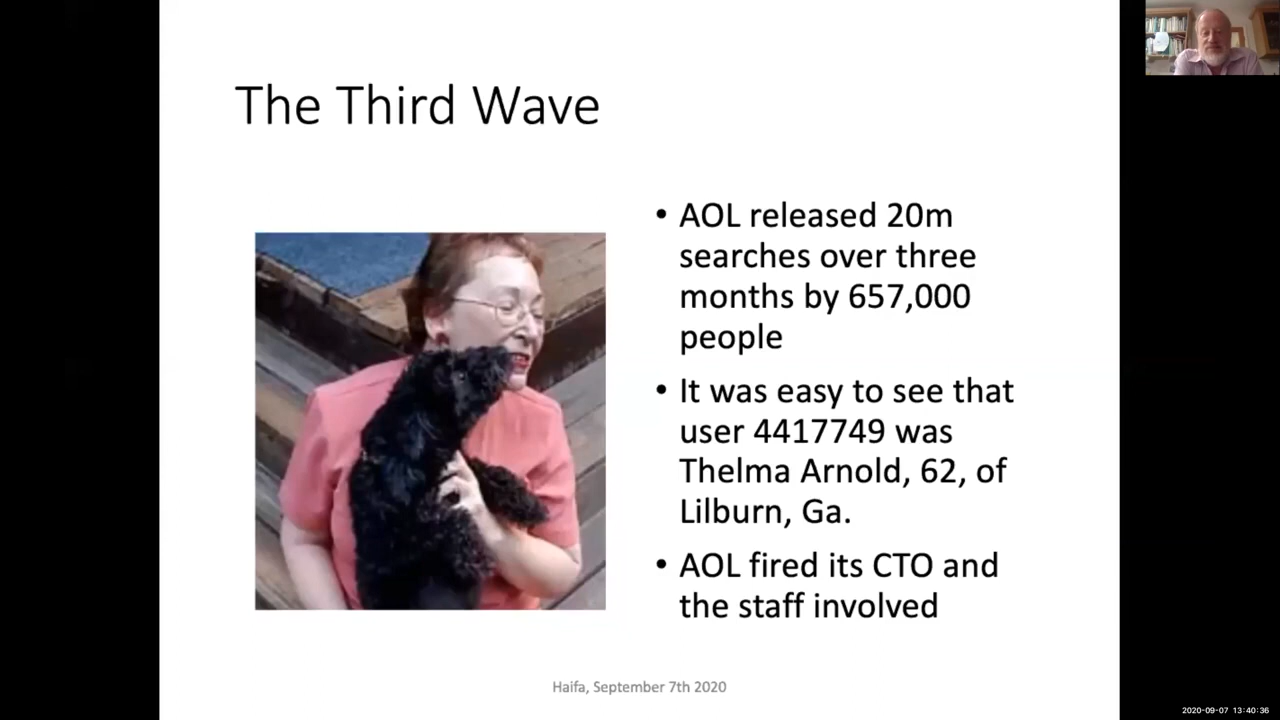 The Third Wave
• AOL released 20m
searches over three
months by 657,000
people
• It was easy to see that
user 4417749 was
Thelma Arnold, 62, of
Lilburn, Ga.
• AOL fired its CTO and
the staff involved
Haifa, September 7th 2020
2020-09-07 13:40:36